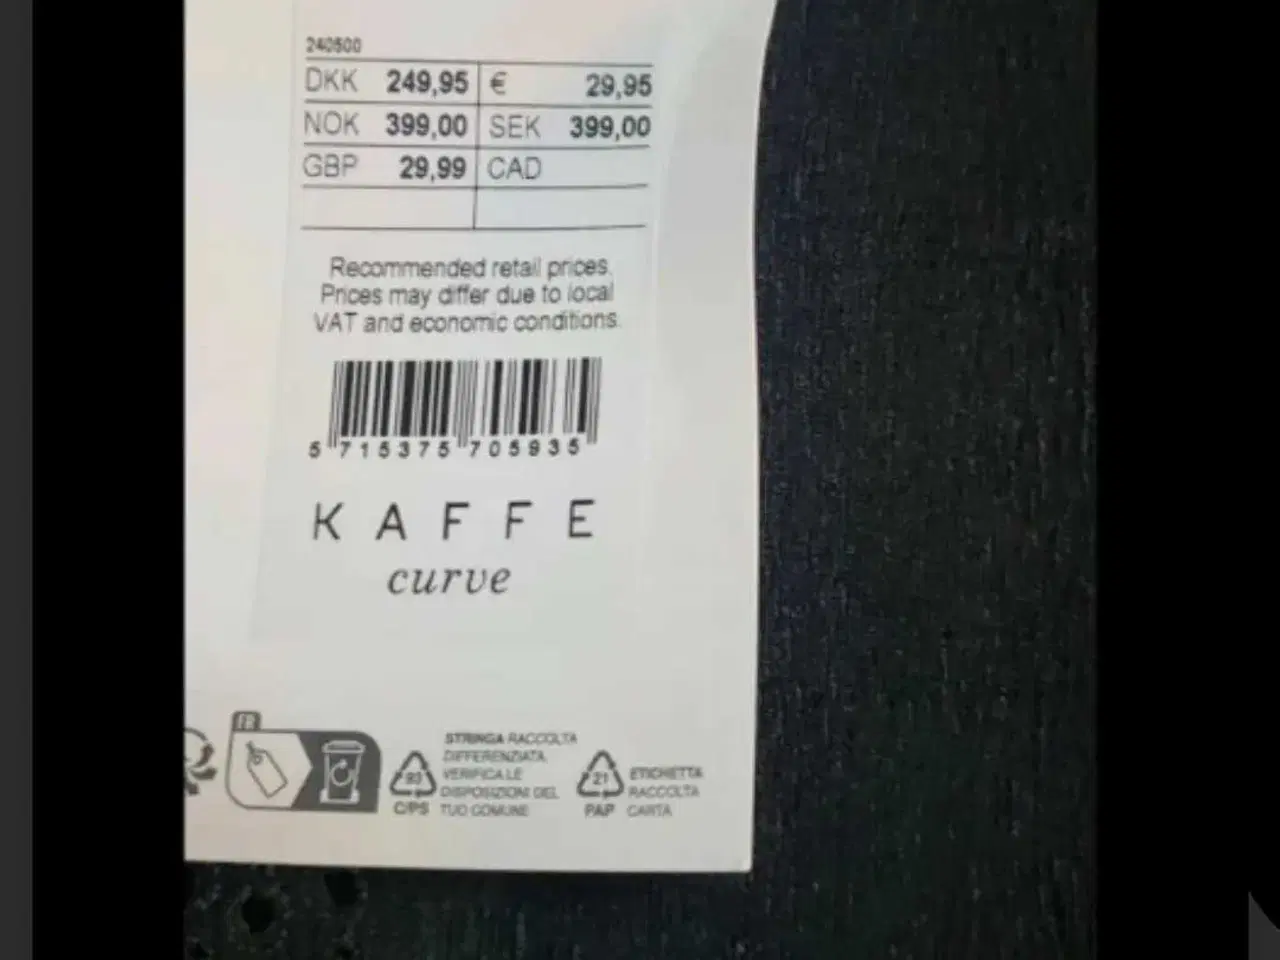 240500
DKK 249,95 € 29,95
NOK 399,00 SEK 399,00
GBP 29,99 CAD
Recommended retail prices.
Prices may differ due to local
VAT and economic conditions.
5 715375 705935
KAFFE
curve
FR
STRINGA RACCOLTA
DIFFERENZIATA.
VERIFICA LE
DISPOSIZIONI DEL
TUO COMUNE
93
C/PS
21
PAP
ETICHETTA
RACCOLTA
CARTA